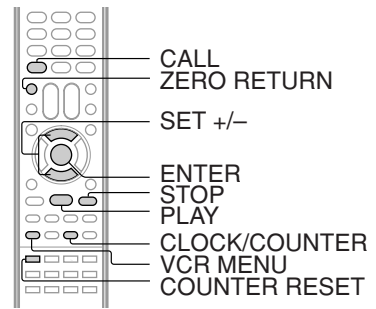 CALL
ZERO RETURN
SET +/–
ENTER
STOP
PLAY
CLOCK/COUNTER
VCR MENU
COUNTER RESET